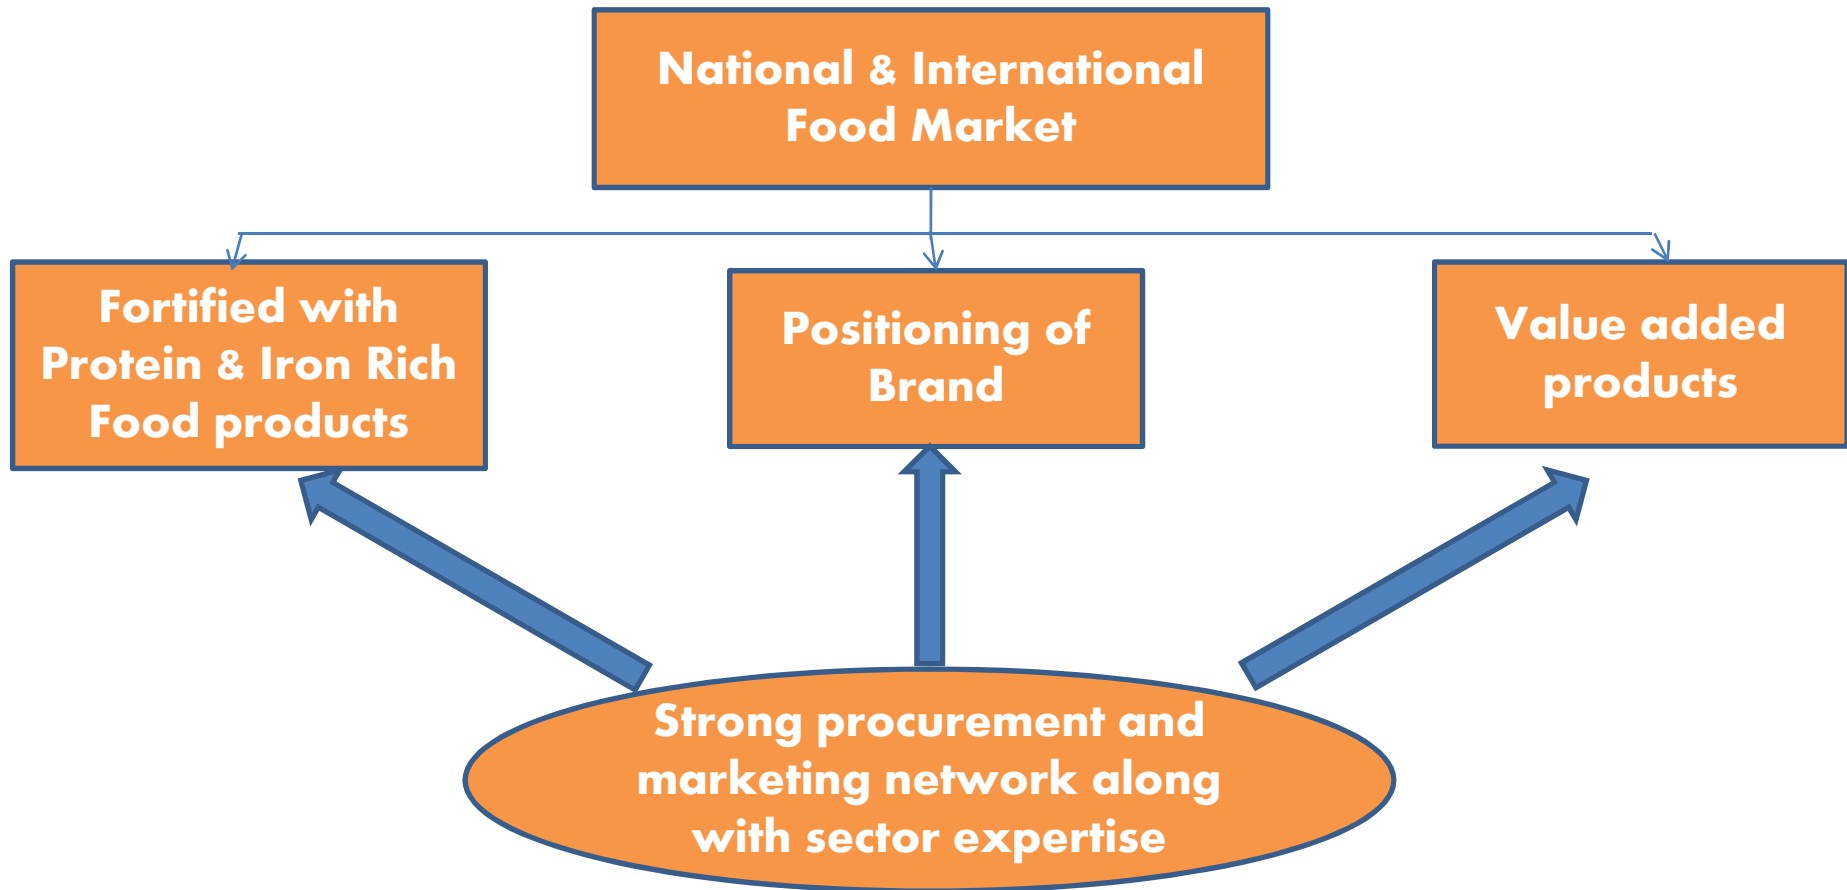 National & International
Food Market
Fortified with
Protein & Iron Rich
Food products
Positioning of
Brand
Value added
products
Strong procurement and
marketing network along
with sector expertise